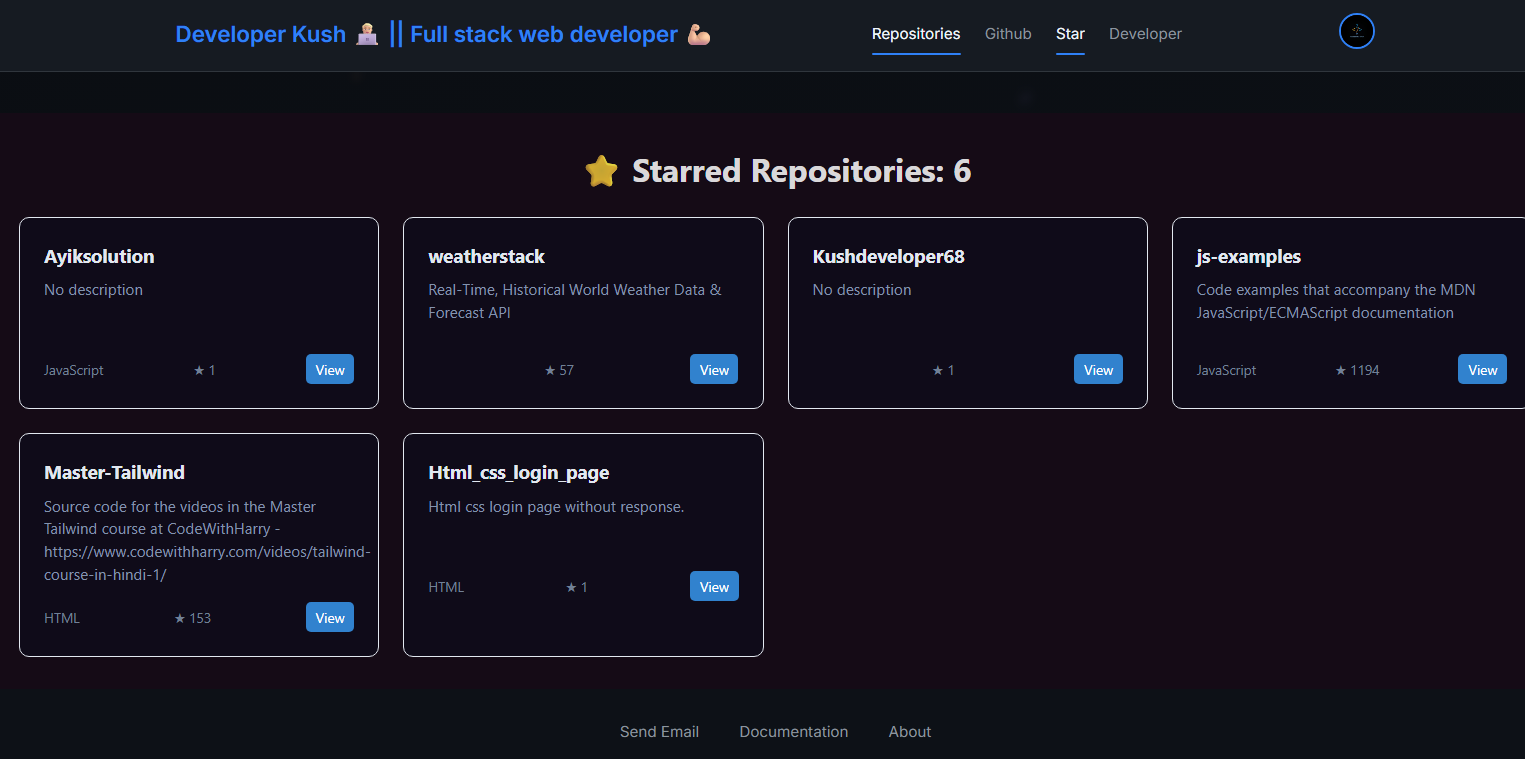 Developer Kush 👨🏼‍💻 || Full stack web developer 💪🏼
Repositories Github Star Developer
⭐ Starred Repositories: 6
Ayiksolution
No description
JavaScript ★ 1 View
weatherstack
Real-Time, Historical World Weather Data &
Forecast API
★ 57 View
Kushdeveloper68
No description
★ 1 View
js-examples
Code examples that accompany the MDN
JavaScript/ECMAScript documentation
JavaScript ★ 1194 View
Master-Tailwind
Source code for the videos in the Master
Tailwind course at CodeWithHarry -
https://www.codewithharry.com/videos/tailwind-
course-in-hindi-1/
HTML ★ 153 View
Html_css_login_page
Html css login page without response.
HTML ★ 1 View
Send Email Documentation About